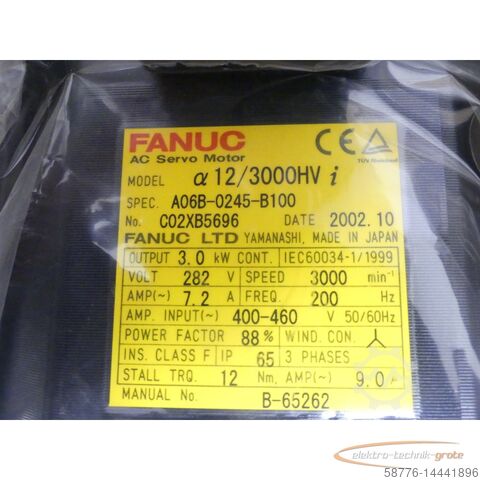 FANUC CE
AC Servo Motor TÜV Rheinland
MODEL α 12/3000HV i
SPEC. A06B-0245-B100
No. C02XB5696 DATE 2002.10
FANUC LTD YAMANASHI, MADE IN JAPAN
OUTPUT 3.0 kW CONT. IEC60034-1/1999
VOLT 282 V SPEED 3000 min⁻¹
AMP(~) 7.2 A FREQ. 200 Hz
AMP. INPUT(~) 400-460 V 50/60Hz
POWER FACTOR 88% WIND. CON.
INS. CLASS F IP 65 3 PHASES
STALL TRQ. 12 Nm, AMP(~) 9.0A
MANUAL No. B-65262
elektro-technik-grote
58776-14441896